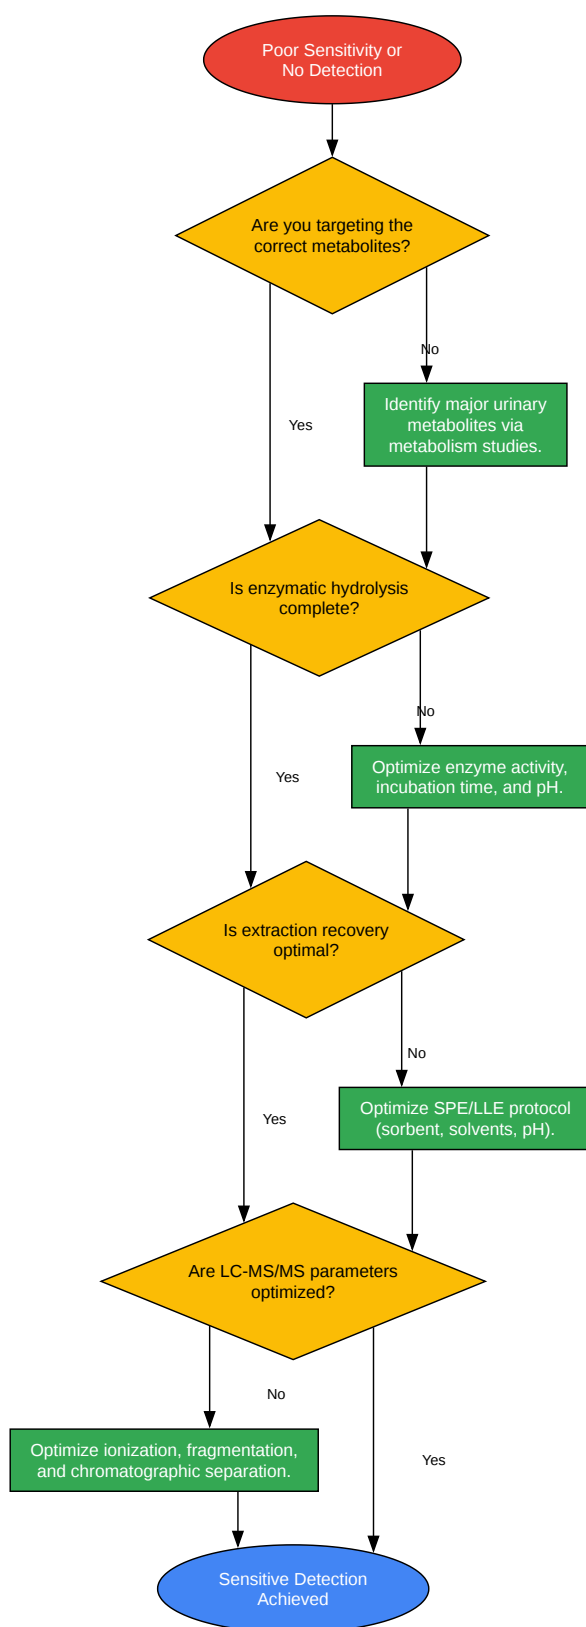 Poor Sensitivity or
No Detection
Are you targeting the
correct metabolites?
No
Identify major urinary
metabolites via
metabolism studies.
Yes
Is enzymatic hydrolysis
complete?
No
Optimize enzyme activity,
incubation time, and pH.
Yes
Is extraction recovery
optimal?
No
Optimize SPE/LLE protocol
(sorbent, solvents, pH).
Yes
Are LC-MS/MS parameters
optimized?
No
Optimize ionization, fragmentation,
and chromatographic separation.
Yes
Sensitive Detection
Achieved